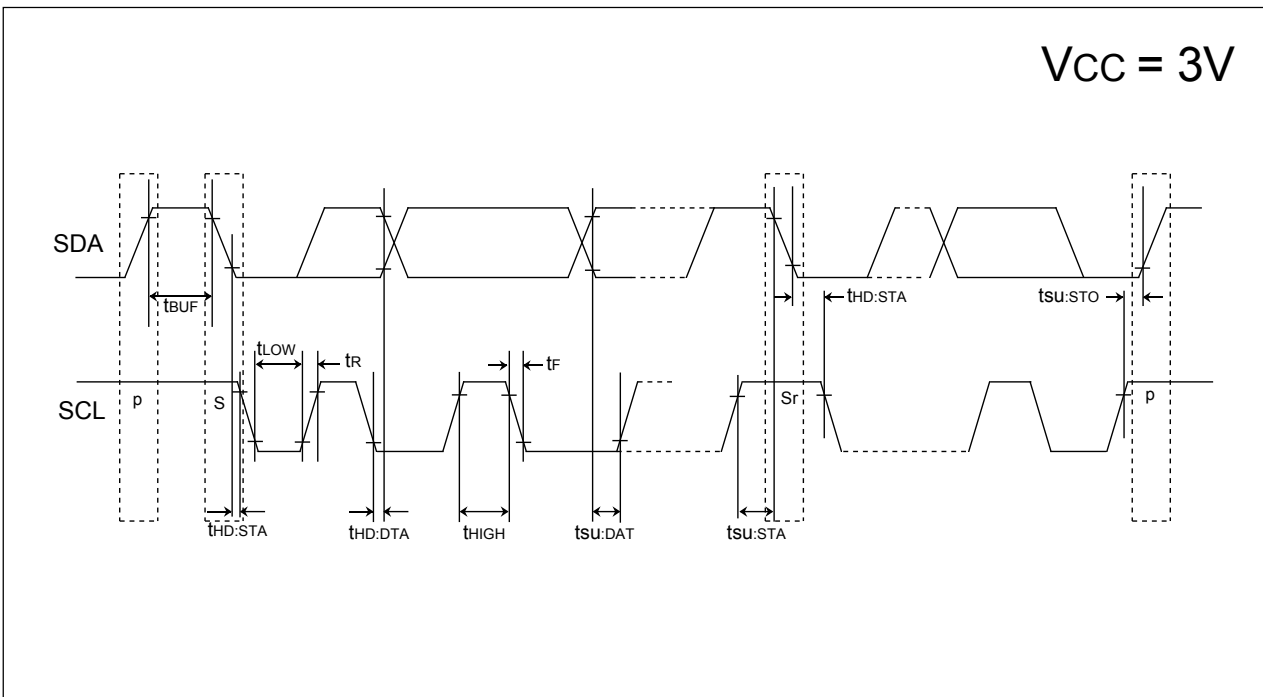 VCC = 3V
SDA
tBUF
tHD:STA
tsu:STO
tLOW
tR
tF
SCL
p
S
Sr
p
tHD:STA
tHD:DTA
tHIGH
tsu:DAT
tsu:STA